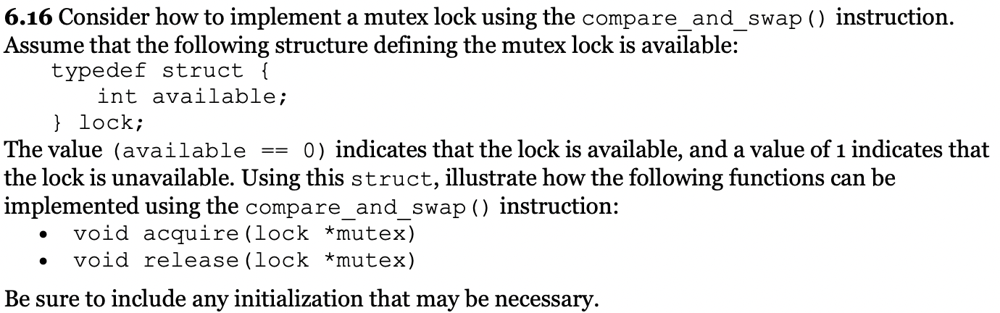 6.16 Consider how to implement a mutex lock using the compare_and_swap() instruction.
Assume that the following structure defining the mutex lock is available:
typedef struct {
int available;
} lock;
The value (available == 0) indicates that the lock is available, and a value of 1 indicates that
the lock is unavailable. Using this struct, illustrate how the following functions can be
implemented using the compare_and_swap() instruction:
• void acquire(lock *mutex)
• void release(lock *mutex)
Be sure to include any initialization that may be necessary.